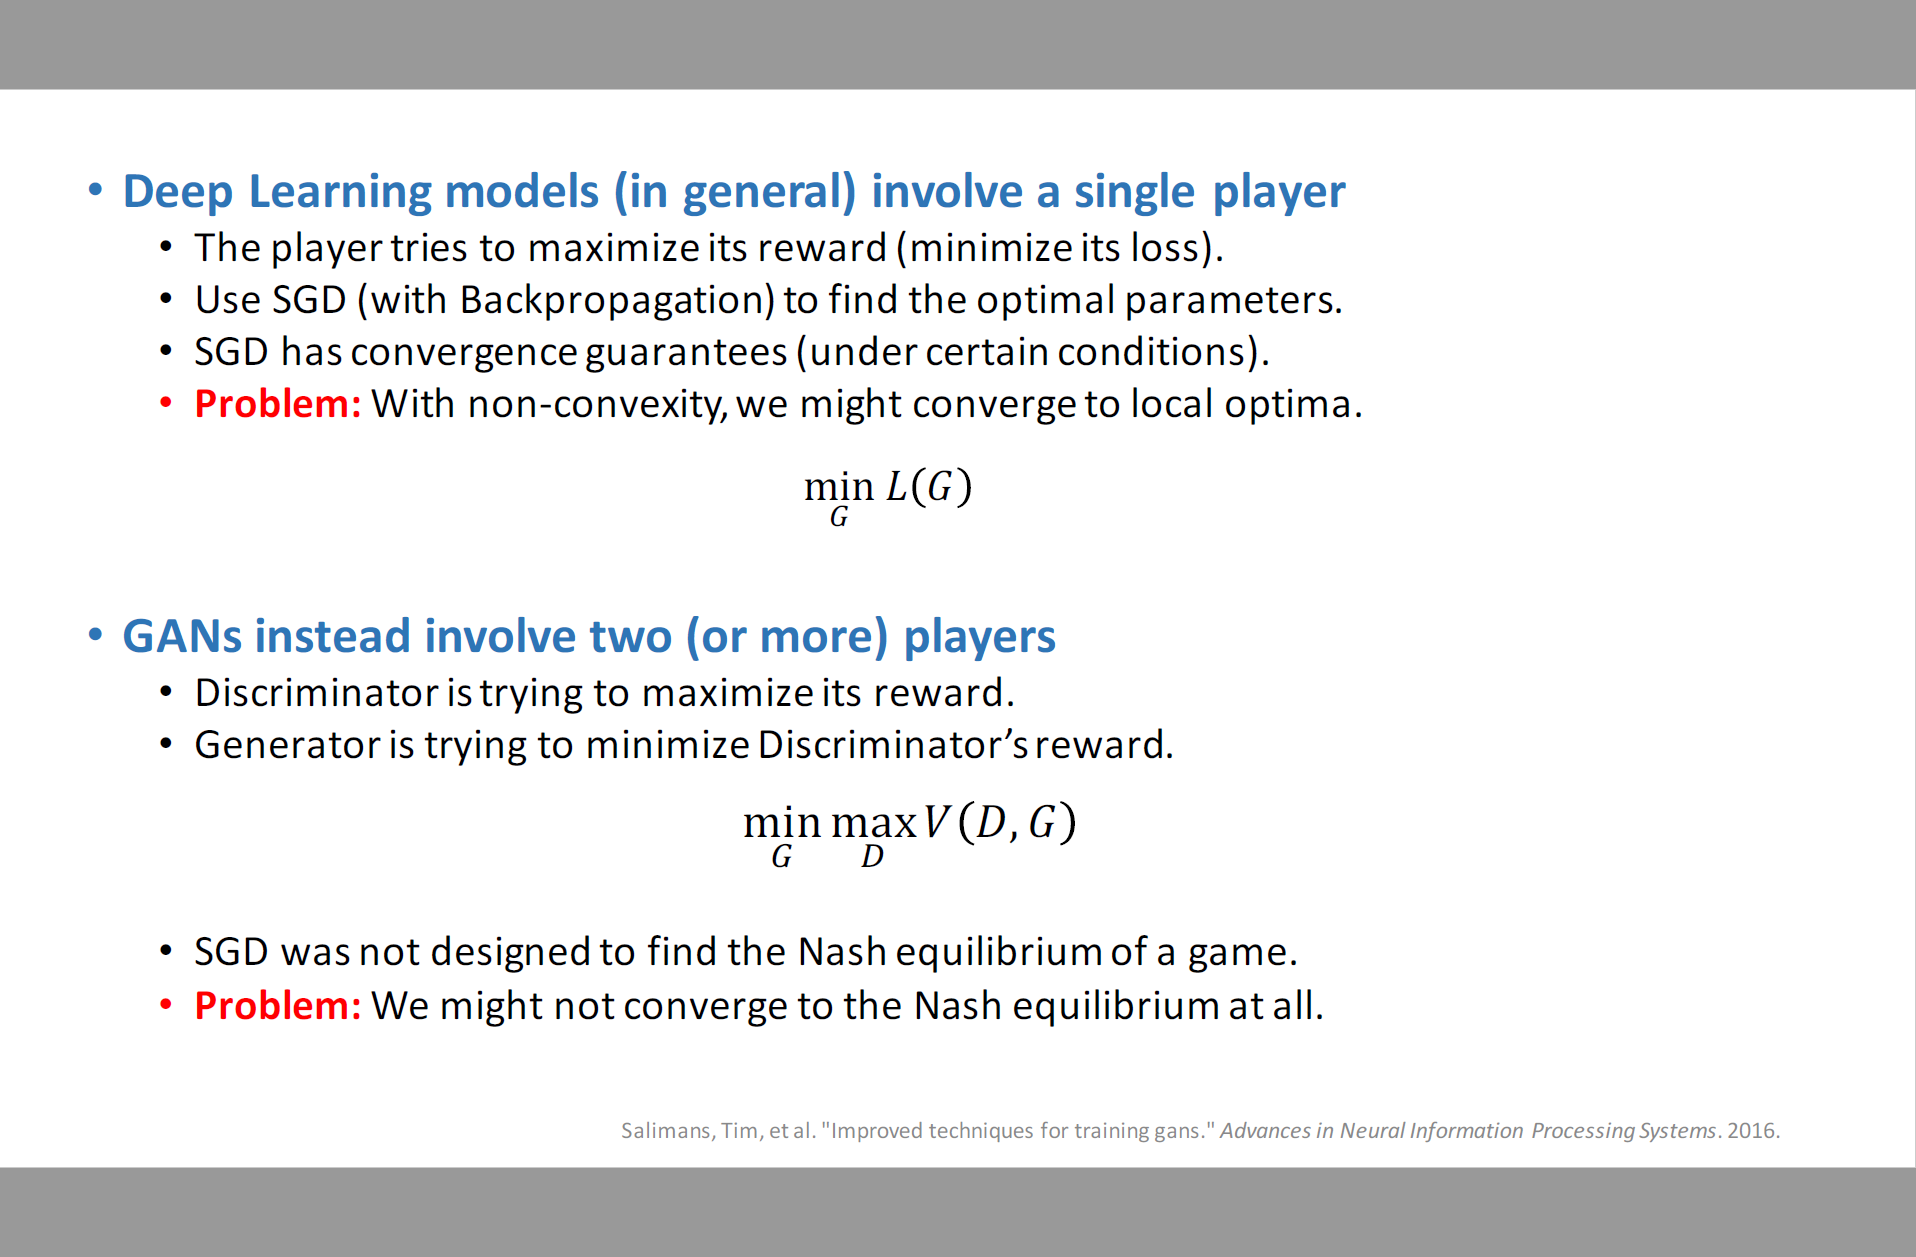 • Deep Learning models (in general) involve a single player
• The player tries to maximize its reward (minimize its loss).
• Use SGD (with Backpropagation) to find the optimal parameters.
• SGD has convergence guarantees (under certain conditions).
• Problem: With non-convexity, we might converge to local optima.
min L(G)
G
• GANs instead involve two (or more) players
• Discriminator is trying to maximize its reward.
• Generator is trying to minimize Discriminator’s reward.
min max V(D, G)
G D
• SGD was not designed to find the Nash equilibrium of a game.
• Problem: We might not converge to the Nash equilibrium at all.
Salimans, Tim, et al. "Improved techniques for training gans." Advances in Neural Information Processing Systems. 2016.